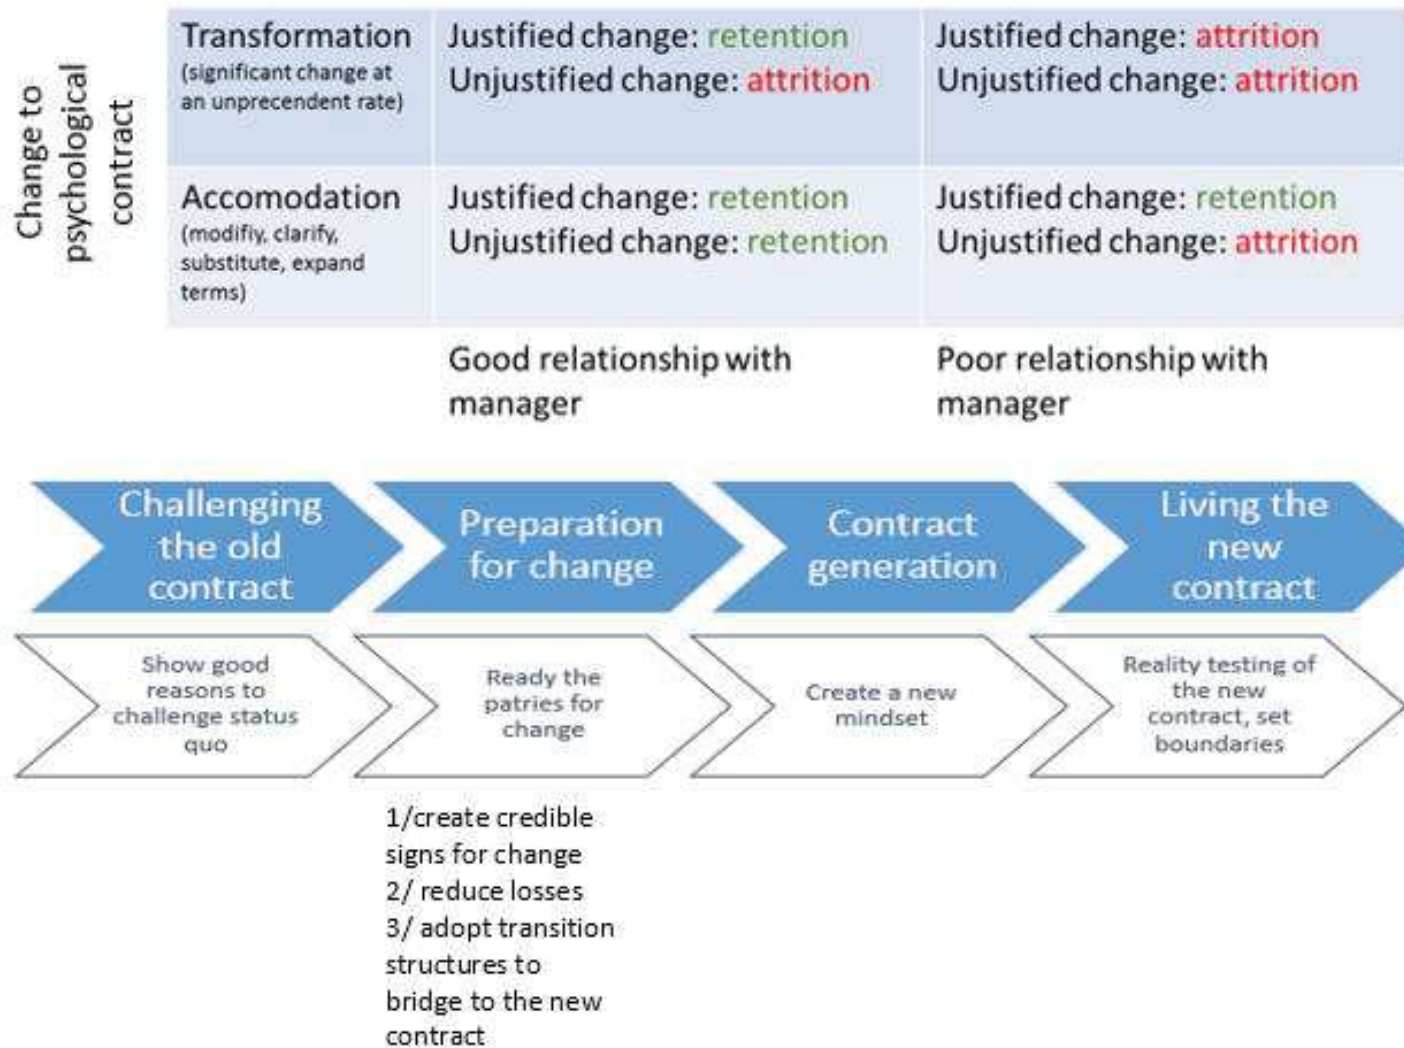 Change to
psychological
contract
Transformation
(significant change at
an unprecendent rate)
Justified change: retention
Unjustified change: attrition
Justified change: attrition
Unjustified change: attrition
Accomodation
(modifiy, clarify,
substitute, expand
terms)
Justified change: retention
Unjustified change: retention
Justified change: retention
Unjustified change: attrition
Good relationship with
manager
Poor relationship with
manager
Challenging
the old
contract
Preparation
for change
Contract
generation
Living the
new
contract
Show good
reasons to
challenge status
quo
Ready the
patries for
change
Create a new
mindset
Reality testing of
the new
contract, set
boundaries
1/create credible
signs for change
2/ reduce losses
3/ adopt transition
structures to
bridge to the new
contract